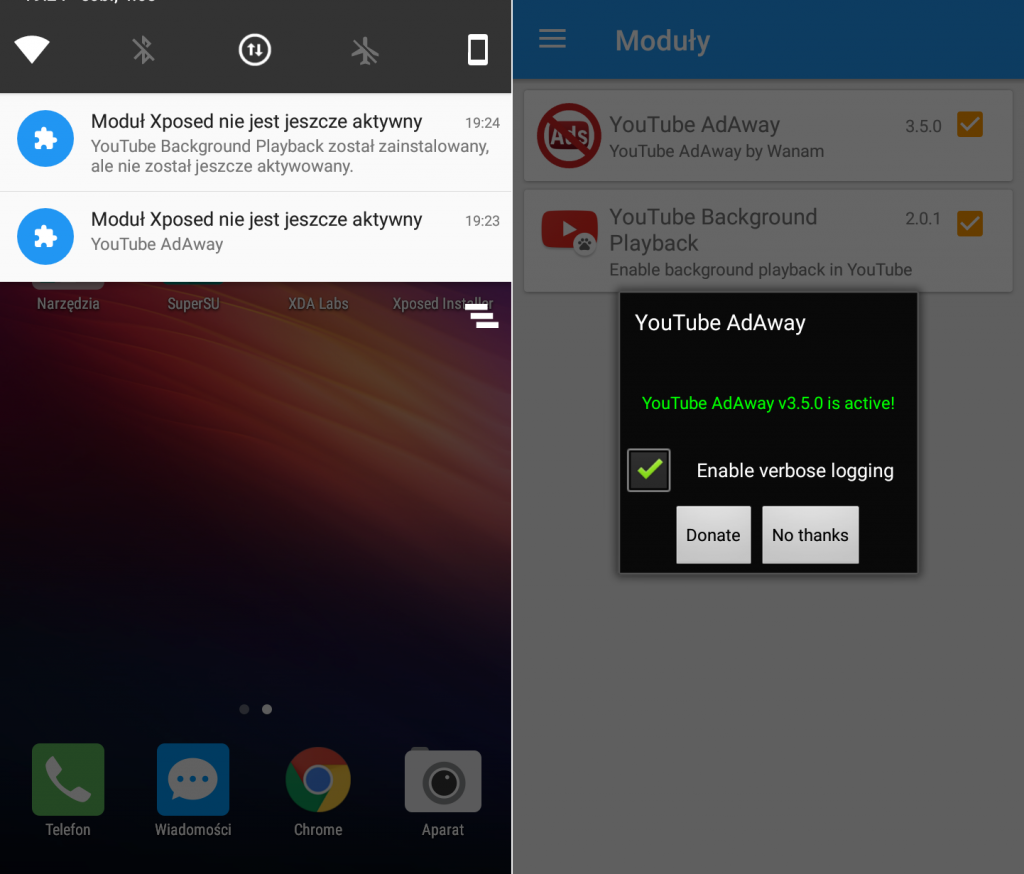 Moduł Xposed nie jest jeszcze aktywny
19:24
YouTube Background Playback został zainstalowany,
ale nie został jeszcze aktywowany.
Moduł Xposed nie jest jeszcze aktywny
19:23
YouTube AdAway
Narzędzia
SuperSU
XDA Labs
Xposed Installer
Telefon
Wiadomości
Chrome
Aparat
Moduły
Ads
YouTube AdAway
3.5.0
YouTube AdAway by Wanam
YouTube Background
Playback
2.0.1
Enable background playback in YouTube
YouTube AdAway
YouTube AdAway v3.5.0 is active!
Enable verbose logging
Donate
No thanks